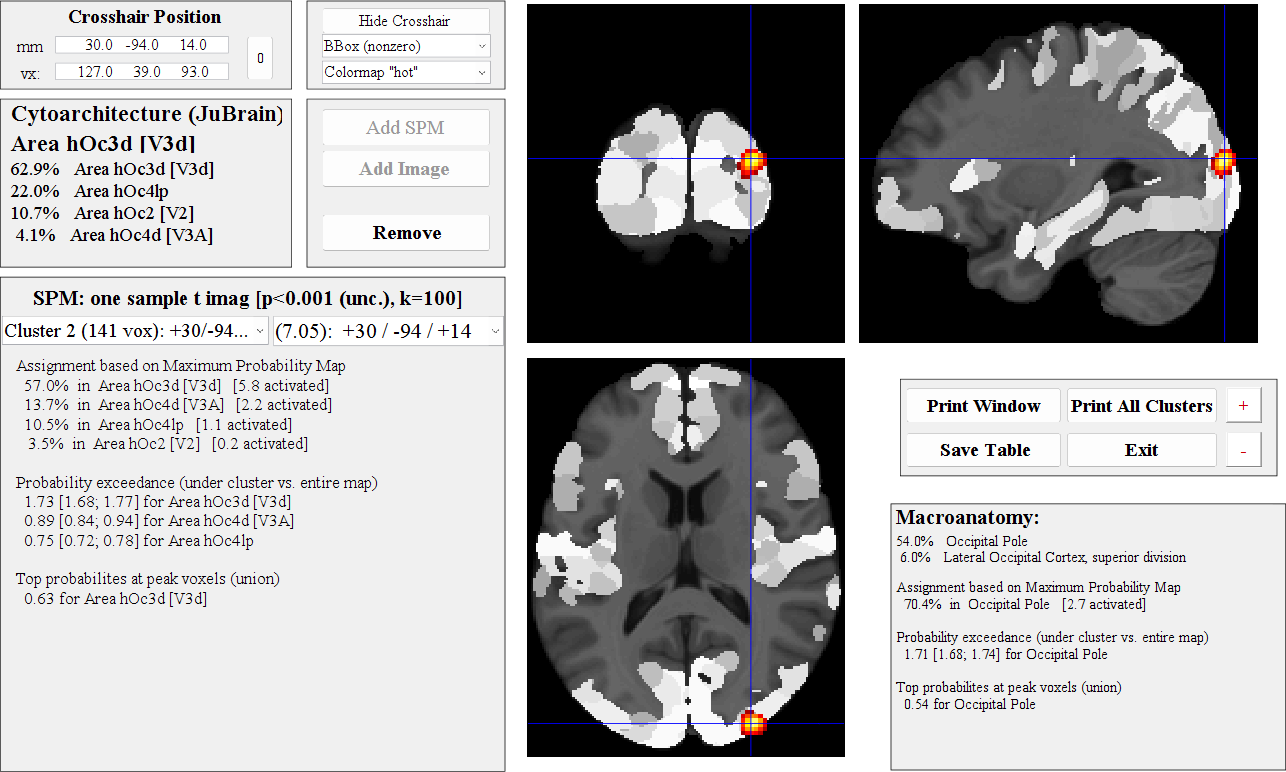 Crosshair Position
mm 30.0 -94.0 14.0
vx: 127.0 39.0 93.0
0
Hide Crosshair
BBox (nonzero)
Colormap "hot"
Cytoarchitecture (JuBrain)
Area hOc3d [V3d]
62.9% Area hOc3d [V3d]
22.0% Area hOc4lp
10.7% Area hOc2 [V2]
4.1% Area hOc4d [V3A]
Add SPM
Add Image
Remove
SPM: one sample t imag [p<0.001 (unc.), k=100]
Cluster 2 (141 vox): +30/-94...
(7.05): +30 / -94 / +14
Assignment based on Maximum Probability Map
57.0% in Area hOc3d [V3d] [5.8 activated]
13.7% in Area hOc4d [V3A] [2.2 activated]
10.5% in Area hOc4lp [1.1 activated]
3.5% in Area hOc2 [V2] [0.2 activated]
Probability exceedance (under cluster vs. entire map)
1.73 [1.68; 1.77] for Area hOc3d [V3d]
0.89 [0.84; 0.94] for Area hOc4d [V3A]
0.75 [0.72; 0.78] for Area hOc4lp
Top probabilites at peak voxels (union)
0.63 for Area hOc3d [V3d]
Print Window
Print All Clusters
+
Save Table
Exit
-
Macroanatomy:
54.0% Occipital Pole
6.0% Lateral Occipital Cortex, superior division
Assignment based on Maximum Probability Map
70.4% in Occipital Pole [2.7 activated]
Probability exceedance (under cluster vs. entire map)
1.71 [1.68; 1.74] for Occipital Pole
Top probabilites at peak voxels (union)
0.54 for Occipital Pole